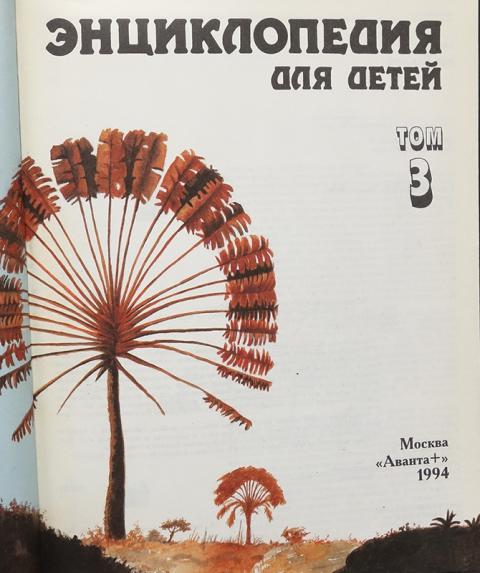 ЭНЦИКЛОПЕДИЯ
ДЛЯ ДЕТЕЙ
ТОМ
3
Москва
«Аванта+»
1994